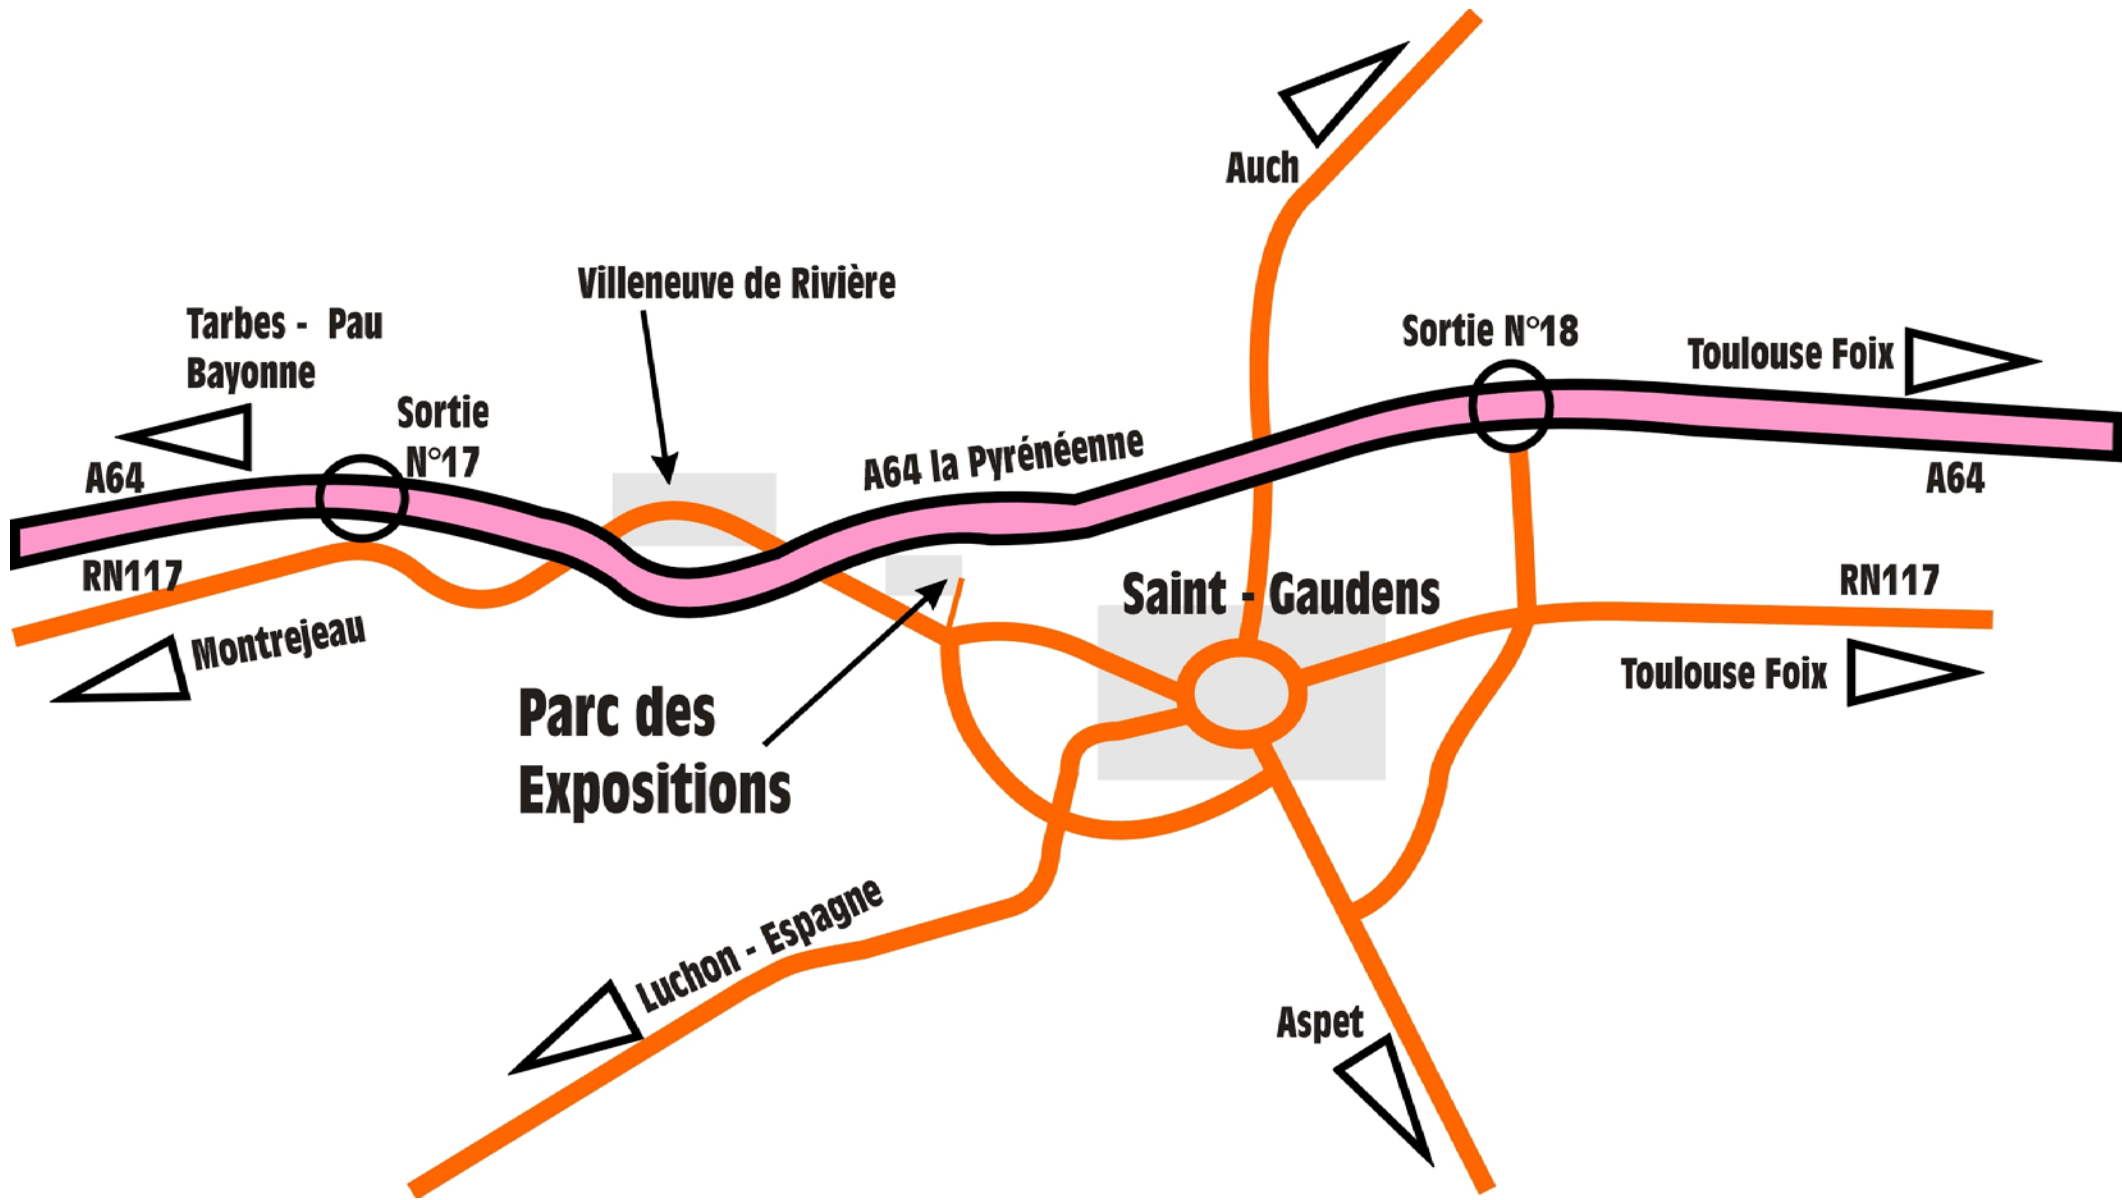 Auch
Villeneuve de Rivière
Tarbes - Pau
Bayonne
Sortie N°18
Toulouse Foix
Sortie
N°17
A64
A64 la Pyrénéenne
A64
RN117
Saint - Gaudens
RN117
Montrejeau
Toulouse Foix
Parc des
Expositions
Luchon - Espagne
Aspet